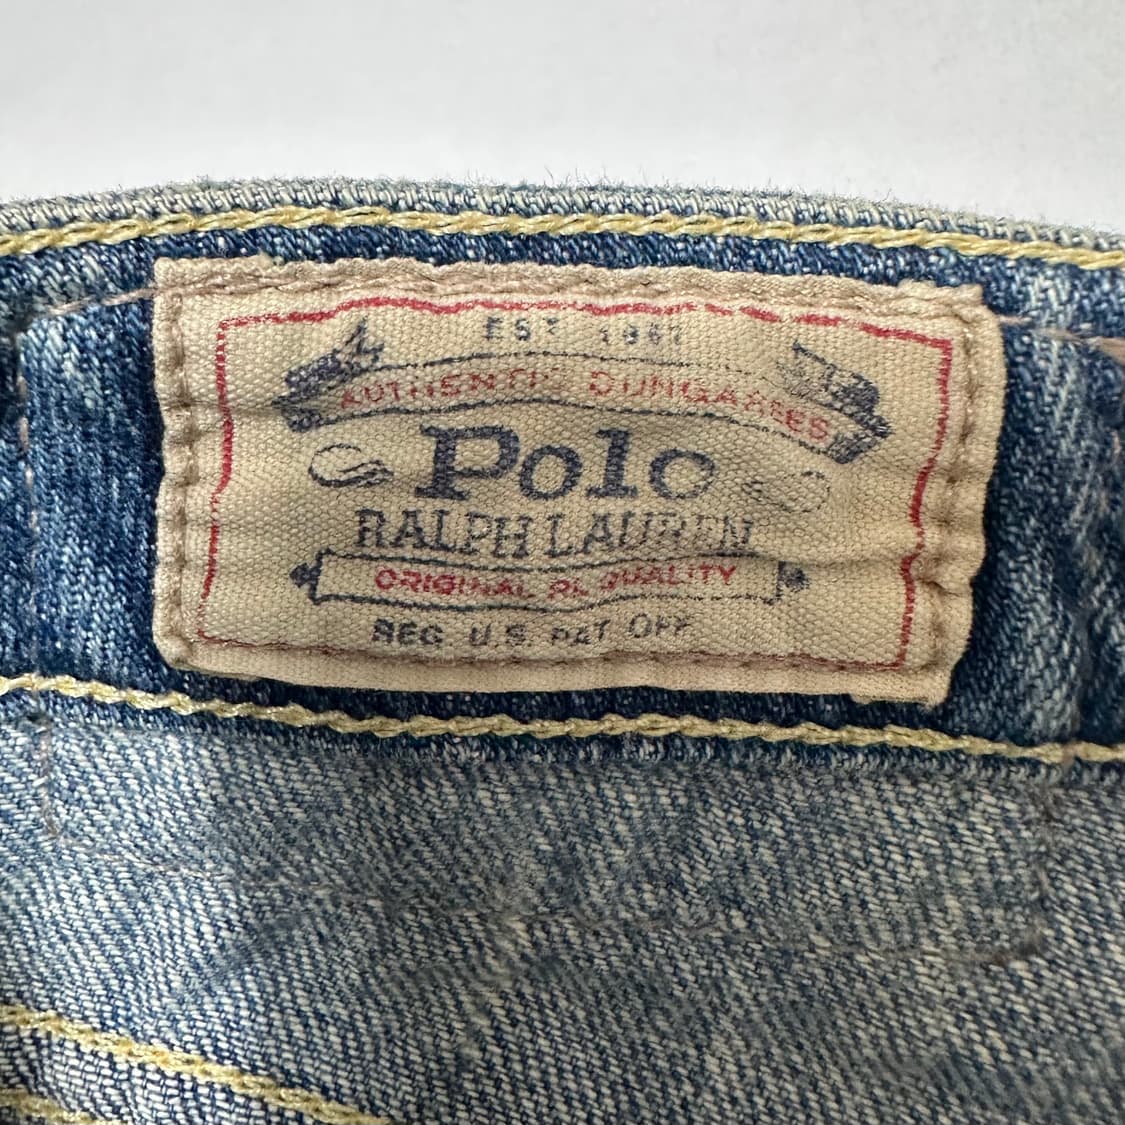 EST 1967
AUTHENTIC DUNGAREES
Polo
RALPH LAUREN
ORIGINAL RL QUALITY
REG. U.S. PAT. OFF.